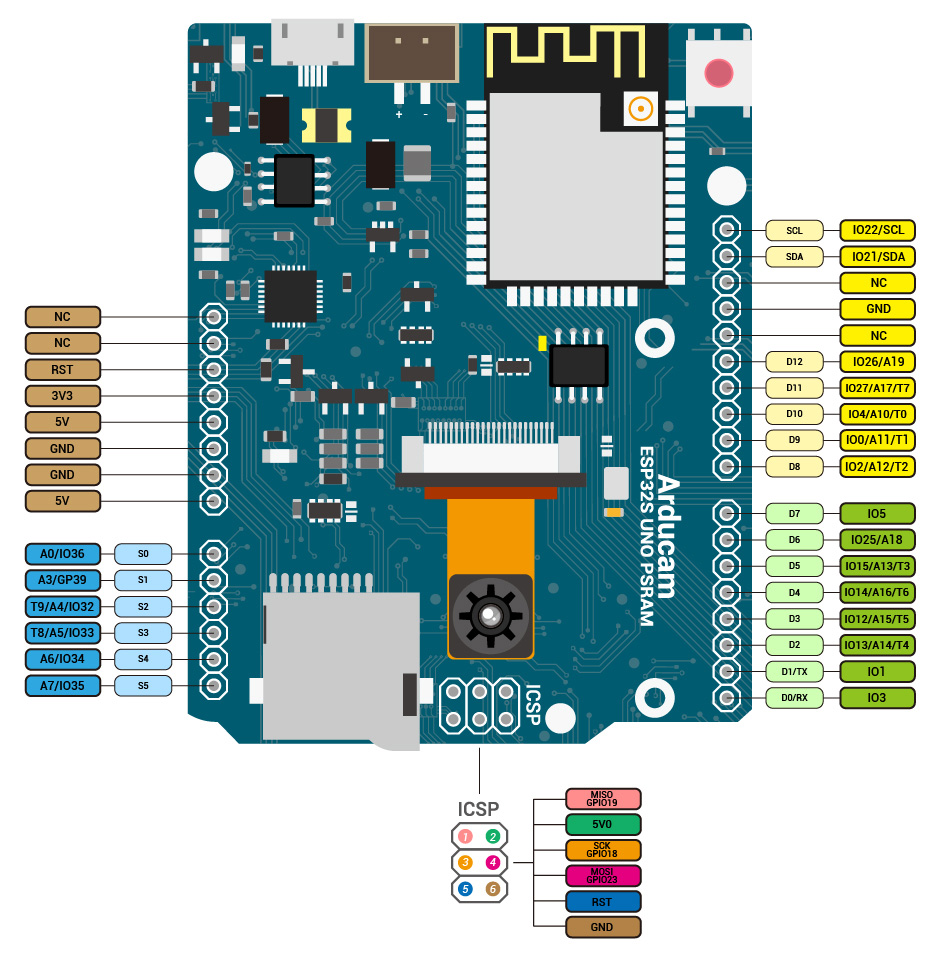 + -
SCL IO22/SCL
SDA IO21/SDA
NC
GND
NC
D12 IO26/A19
D11 IO27/A17/T7
D10 IO4/A10/T0
D9 IO0/A11/T1
D8 IO2/A12/T2
NC
NC
RST
3V3
5V
GND
GND
5V
D7 IO5
D6 IO25/A18
D5 IO15/A13/T3
D4 IO14/A16/T6
D3 IO12/A15/T5
D2 IO13/A14/T4
D1/TX IO1
D0/RX IO3
A0/IO36 S0
A3/GP39 S1
T9/A4/IO32 S2
T8/A5/IO33 S3
A6/IO34 S4
A7/IO35 S5
Arducam
ESP32S UNO PSRAM
ICSP
ICSP
1 2
3 4
5 6
MISO
GPIO19
5V0
SCK
GPIO18
MOSI
GPIO23
RST
GND